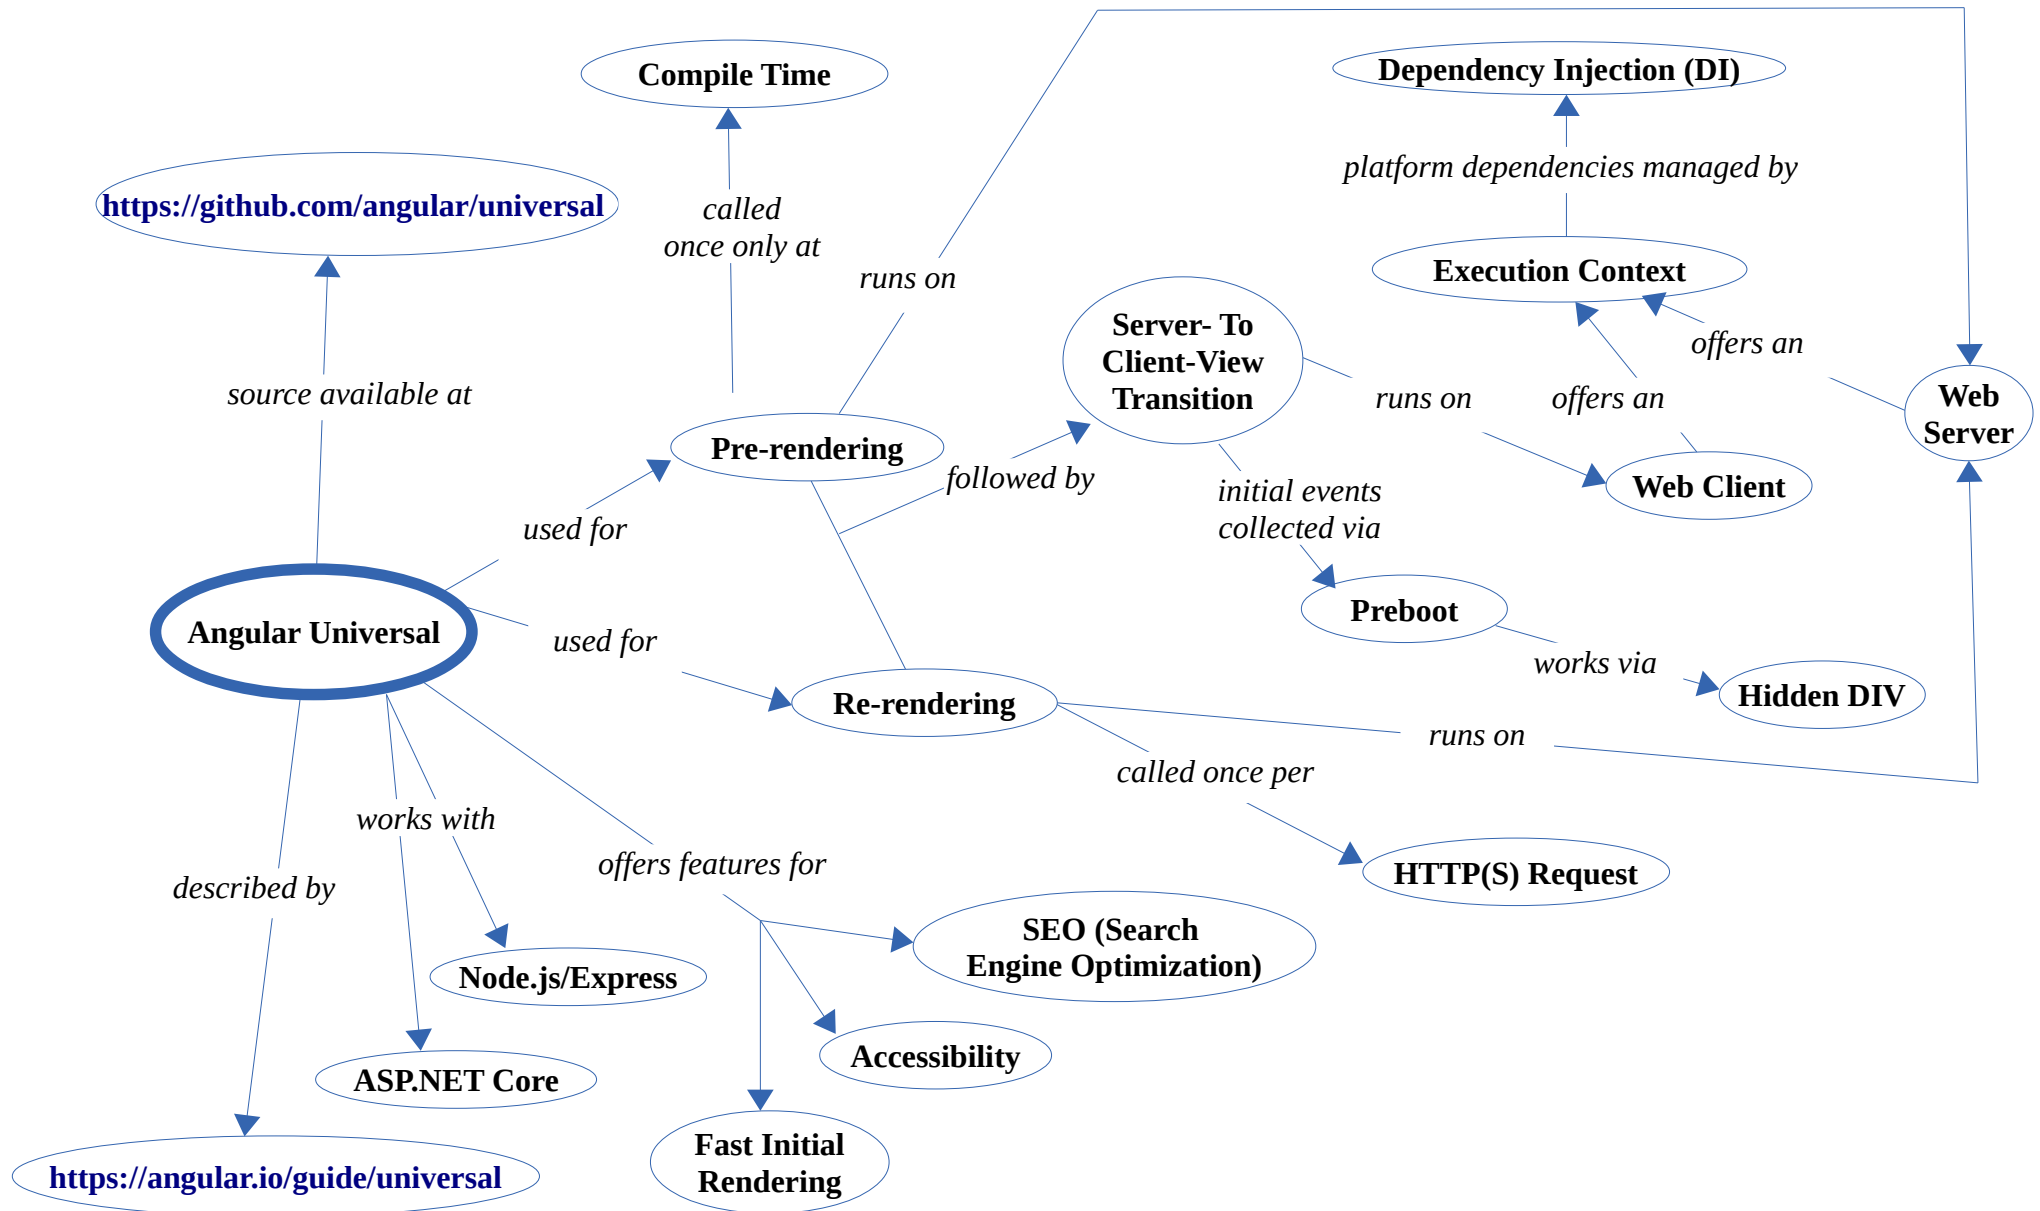 Compile Time
Dependency Injection (DI)
platform dependencies managed by
https://github.com/angular/universal
called
once only at
runs on
Execution Context
Server- To
Client-View
Transition
offers an
source available at
runs on
offers an
Web
Server
Pre-rendering
followed by
initial events
collected via
Web Client
used for
Angular Universal
used for
Preboot
works via
Hidden DIV
Re-rendering
runs on
called once per
works with
offers features for
described by
HTTP(S) Request
SEO (Search
Engine Optimization)
Node.js/Express
Accessibility
ASP.NET Core
Fast Initial
Rendering
https://angular.io/guide/universal